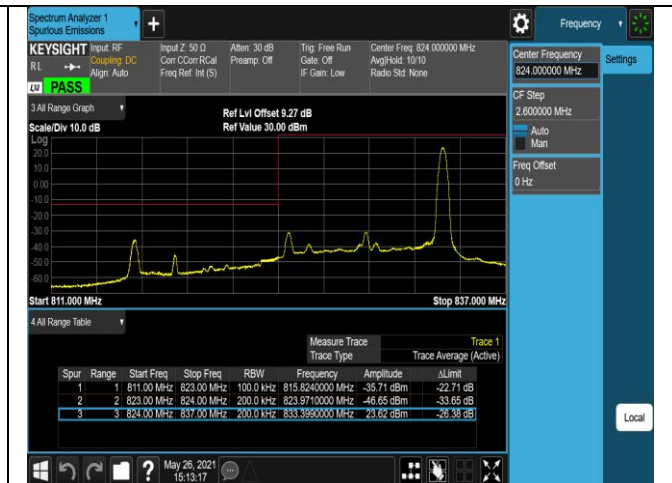 Spectrum Analyzer 1
Spurious Emissions
Frequency
KEYSIGHT Input: RF Input Z: 50 Ω Atten: 30 dB Trig: Free Run Center Freq: 824.000000 MHz
RL Coupling: DC Corr CCorr RCal Preamp: Off Gate: Off Avg|Hold: 10/10
Align: Auto Freq Ref: Int (S) IF Gain: Low Radio Std: None
LXI PASS
Center Frequency
824.000000 MHz
Settings
CF Step
2.600000 MHz
Auto
Man
Freq Offset
0 Hz
3 All Range Graph
Ref Lvl Offset 9.27 dB
Scale/Div 10.0 dB Ref Value 30.00 dBm
Log
20.0
10.0
0.00
-10.0
-20.0
-30.0
-40.0
-50.0
-60.0
Start 811.000 MHz Stop 837.000 MHz
4 All Range Table
Measure Trace Trace 1
Trace Type Trace Average (Active)
Spur Range Start Freq Stop Freq RBW Frequency Amplitude ΔLimit
1 1 811.00 MHz 823.00 MHz 100.0 kHz 815.8240000 MHz -35.71 dBm -22.71 dB
2 2 823.00 MHz 824.00 MHz 200.0 kHz 823.9710000 MHz -46.65 dBm -33.65 dB
3 3 824.00 MHz 837.00 MHz 200.0 kHz 833.3990000 MHz 23.62 dBm -26.38 dB
Local
May 26, 2021
15:13:17